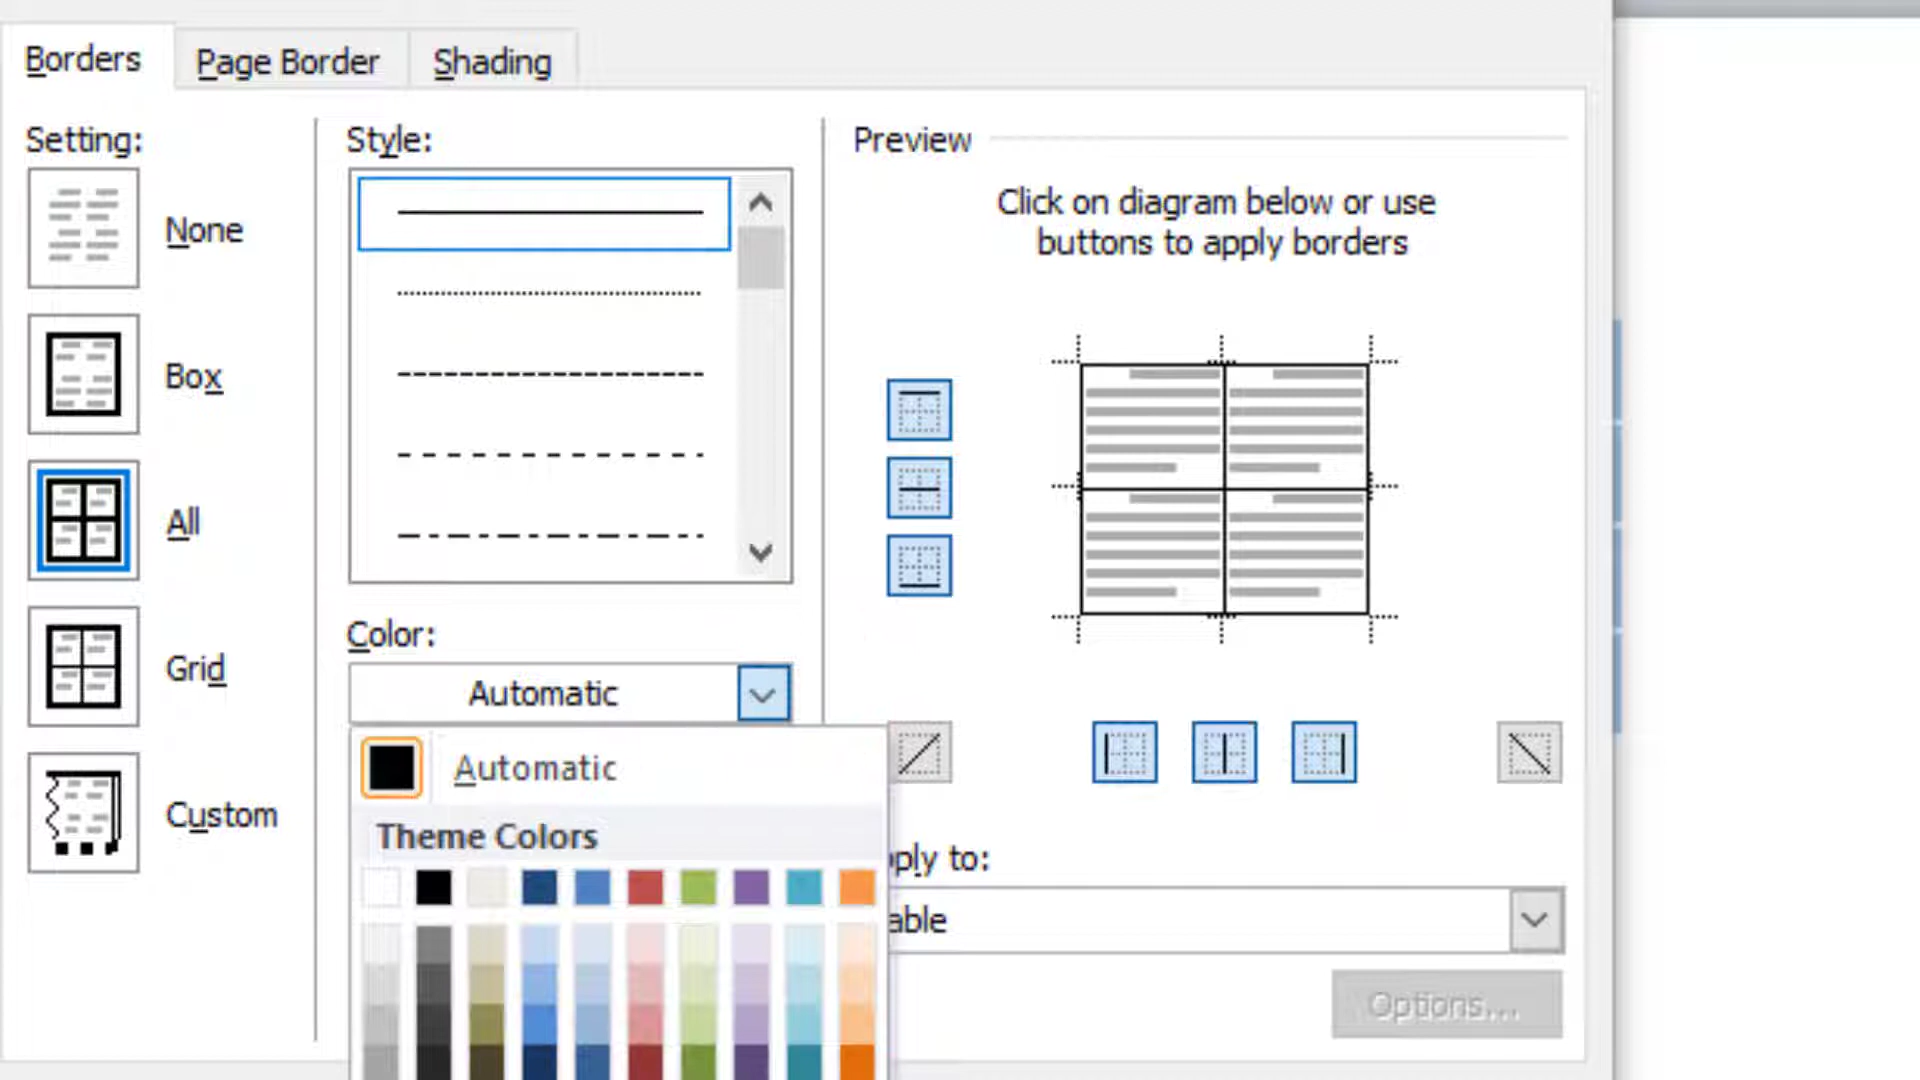 Borders
Page Border
Shading
Setting:
None
Box
All
Grid
Custom
Style:
Color:
Automatic
Automatic
Theme Colors
Preview
Click on diagram below or use
buttons to apply borders
pply to:
able
Options...